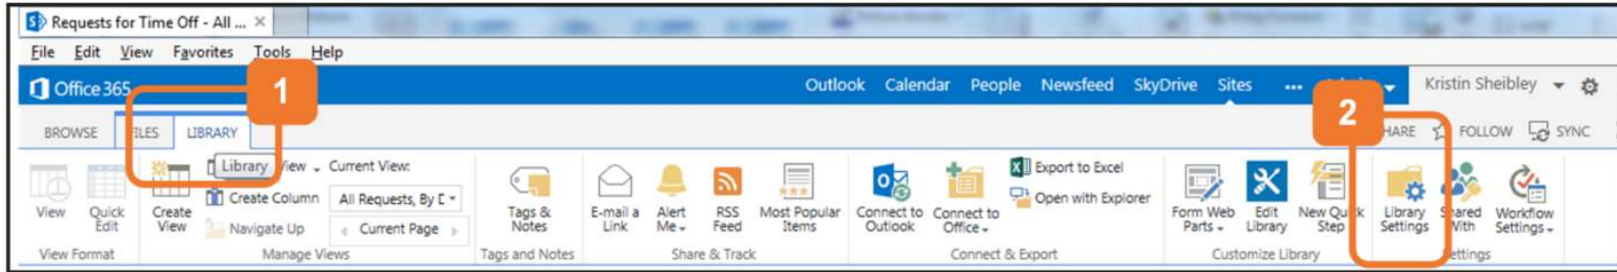 Requests for Time Off - All ... ×
File Edit View Favorites Tools Help
1
Office 365
Outlook Calendar People Newsfeed SkyDrive Sites ••• Kristin Sheibley
2
BROWSE FILES LIBRARY
HARE FOLLOW SYNC
Library View Current View:
Export to Excel
Create Column All Requests, By D
Open with Explorer
View Quick Edit Create View Navigate Up Current Page
Tags & Notes E-mail a Link Alert Me RSS Feed Most Popular Items Connect to Outlook Connect to Office Form Web Parts Edit Library New Quick Step Library Settings Shared With Workflow Settings
View Format Manage Views Tags and Notes Share & Track Connect & Export Customize Library Settings